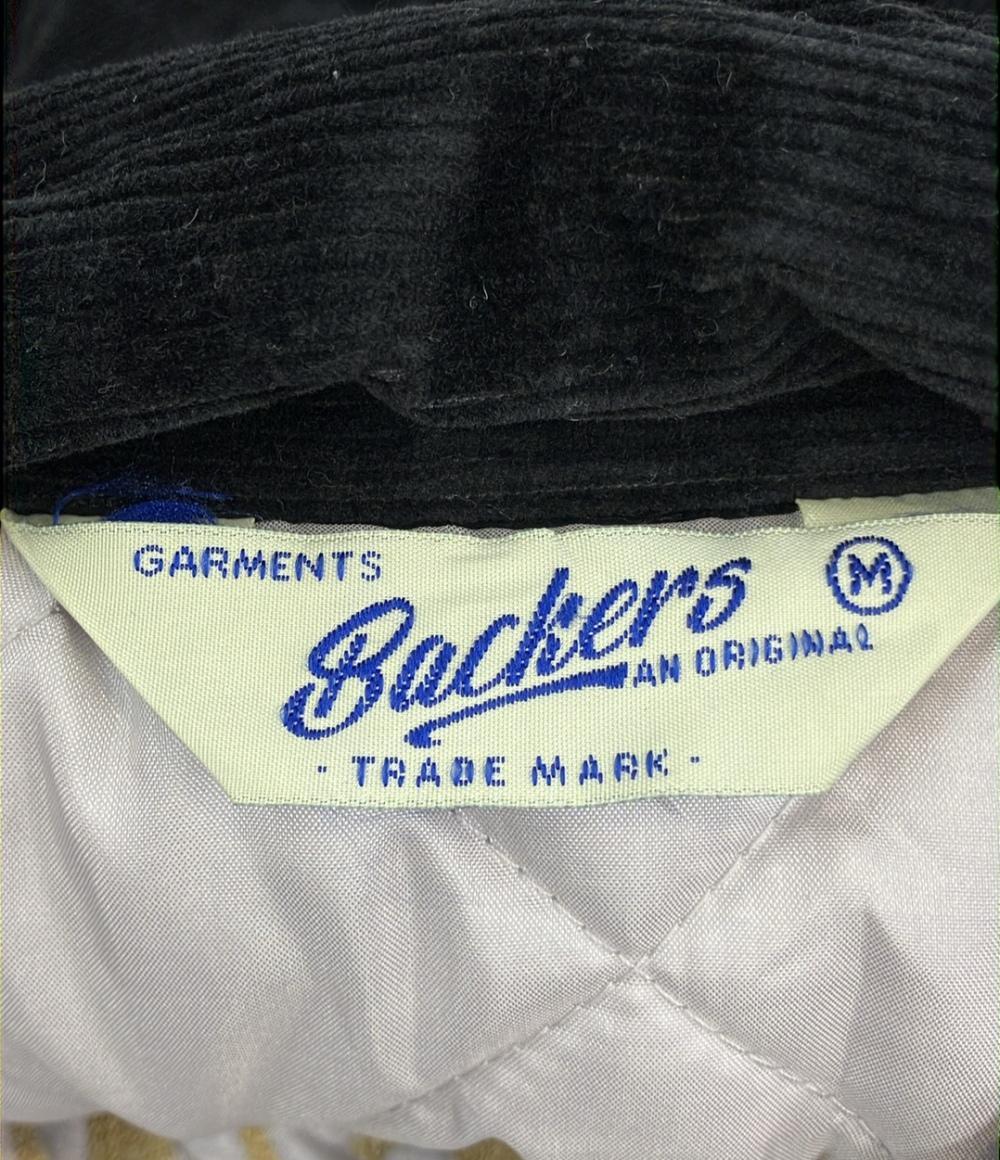 GARMENTS
M
Backers
AN ORIGINAL
- TRADE MARK -